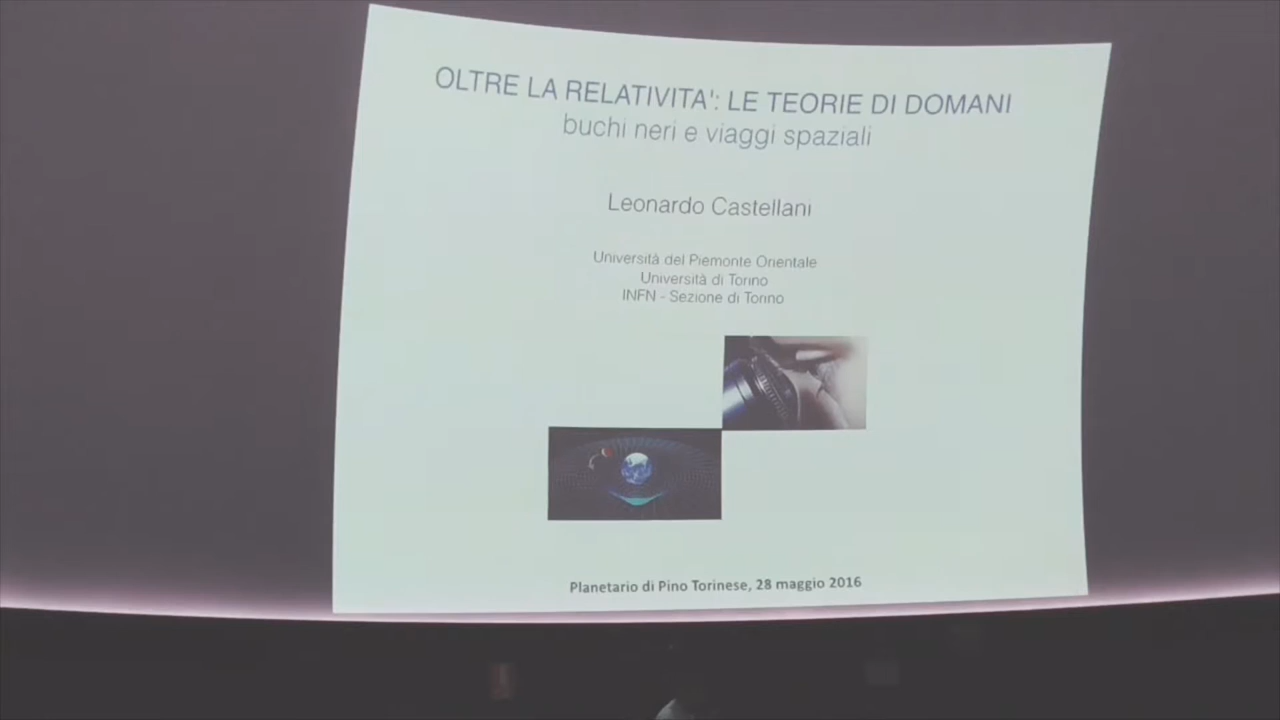 OLTRE LA RELATIVITA': LE TEORIE DI DOMANI
buchi neri e viaggi spaziali
Leonardo Castellani
Università del Piemonte Orientale
Università di Torino
INFN - Sezione di Torino
Planetario di Pino Torinese, 28 maggio 2016